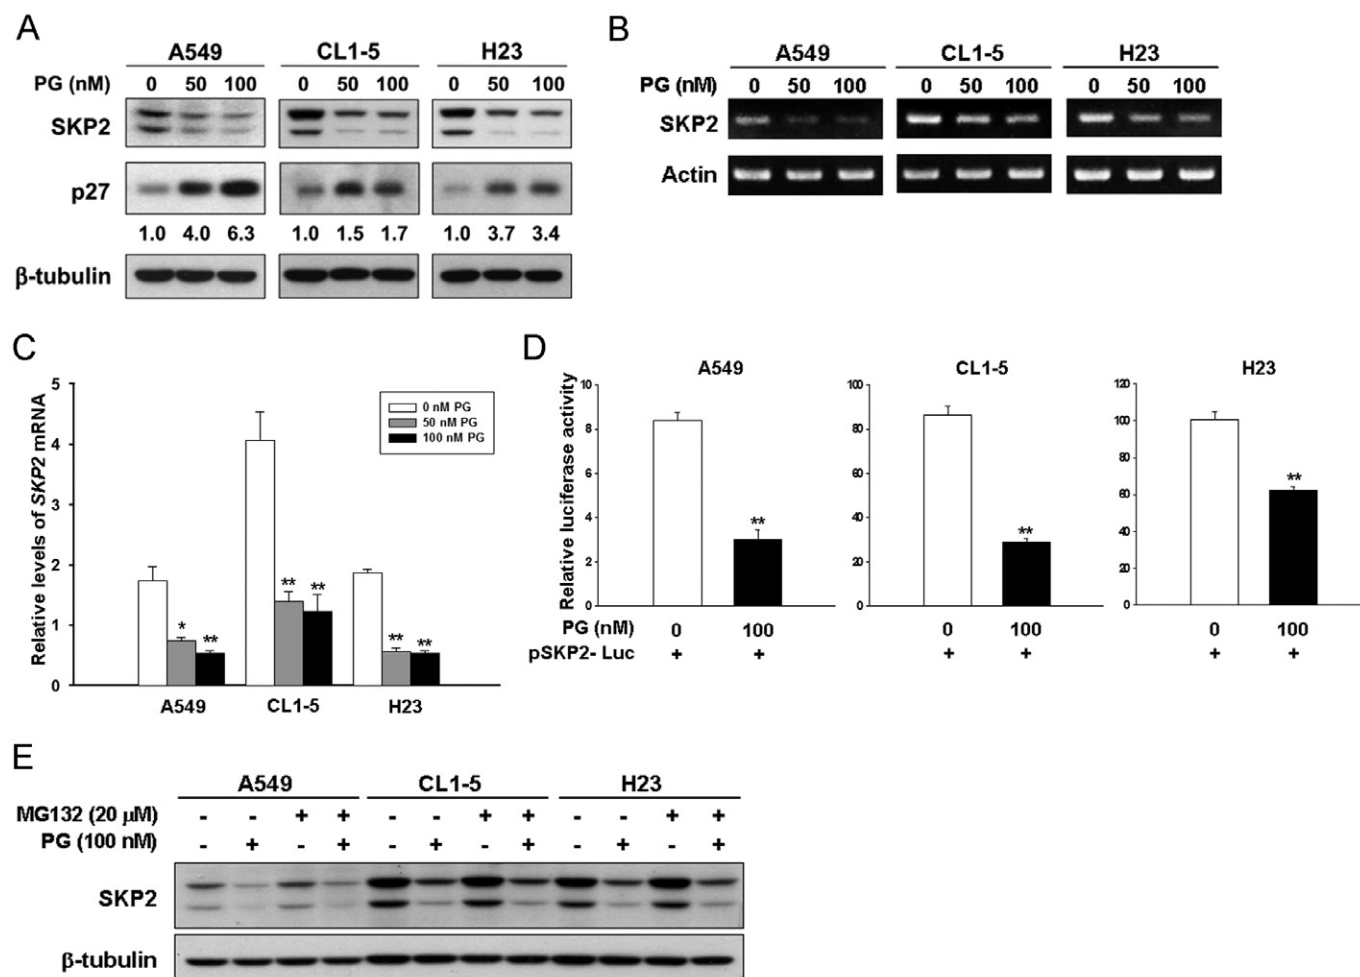 A
A549 CL1-5 H23
PG (nM) 0 50 100 0 50 100 0 50 100
SKP2
p27
1.0 4.0 6.3 1.0 1.5 1.7 1.0 3.7 3.4
β-tubulin
B
A549 CL1-5 H23
PG (nM) 0 50 100 0 50 100 0 50 100
SKP2
Actin
C
Relative levels of SKP2 mRNA
5
4
3
2
1
0
0 nM PG
50 nM PG
100 nM PG
* ** ** ** ** **
A549 CL1-5 H23
D
A549
Relative luciferase activity
10
8
6
4
2
0
**
CL1-5
100
80
60
40
20
0
**
H23
120
100
80
60
40
20
0
**
PG (nM) 0 100 0 100 0 100
pSKP2- Luc + + + + + +
E
A549 CL1-5 H23
MG132 (20 μM) - - + + - - + + - - + +
PG (100 nM) - + - + - + - + - + - +
SKP2
β-tubulin